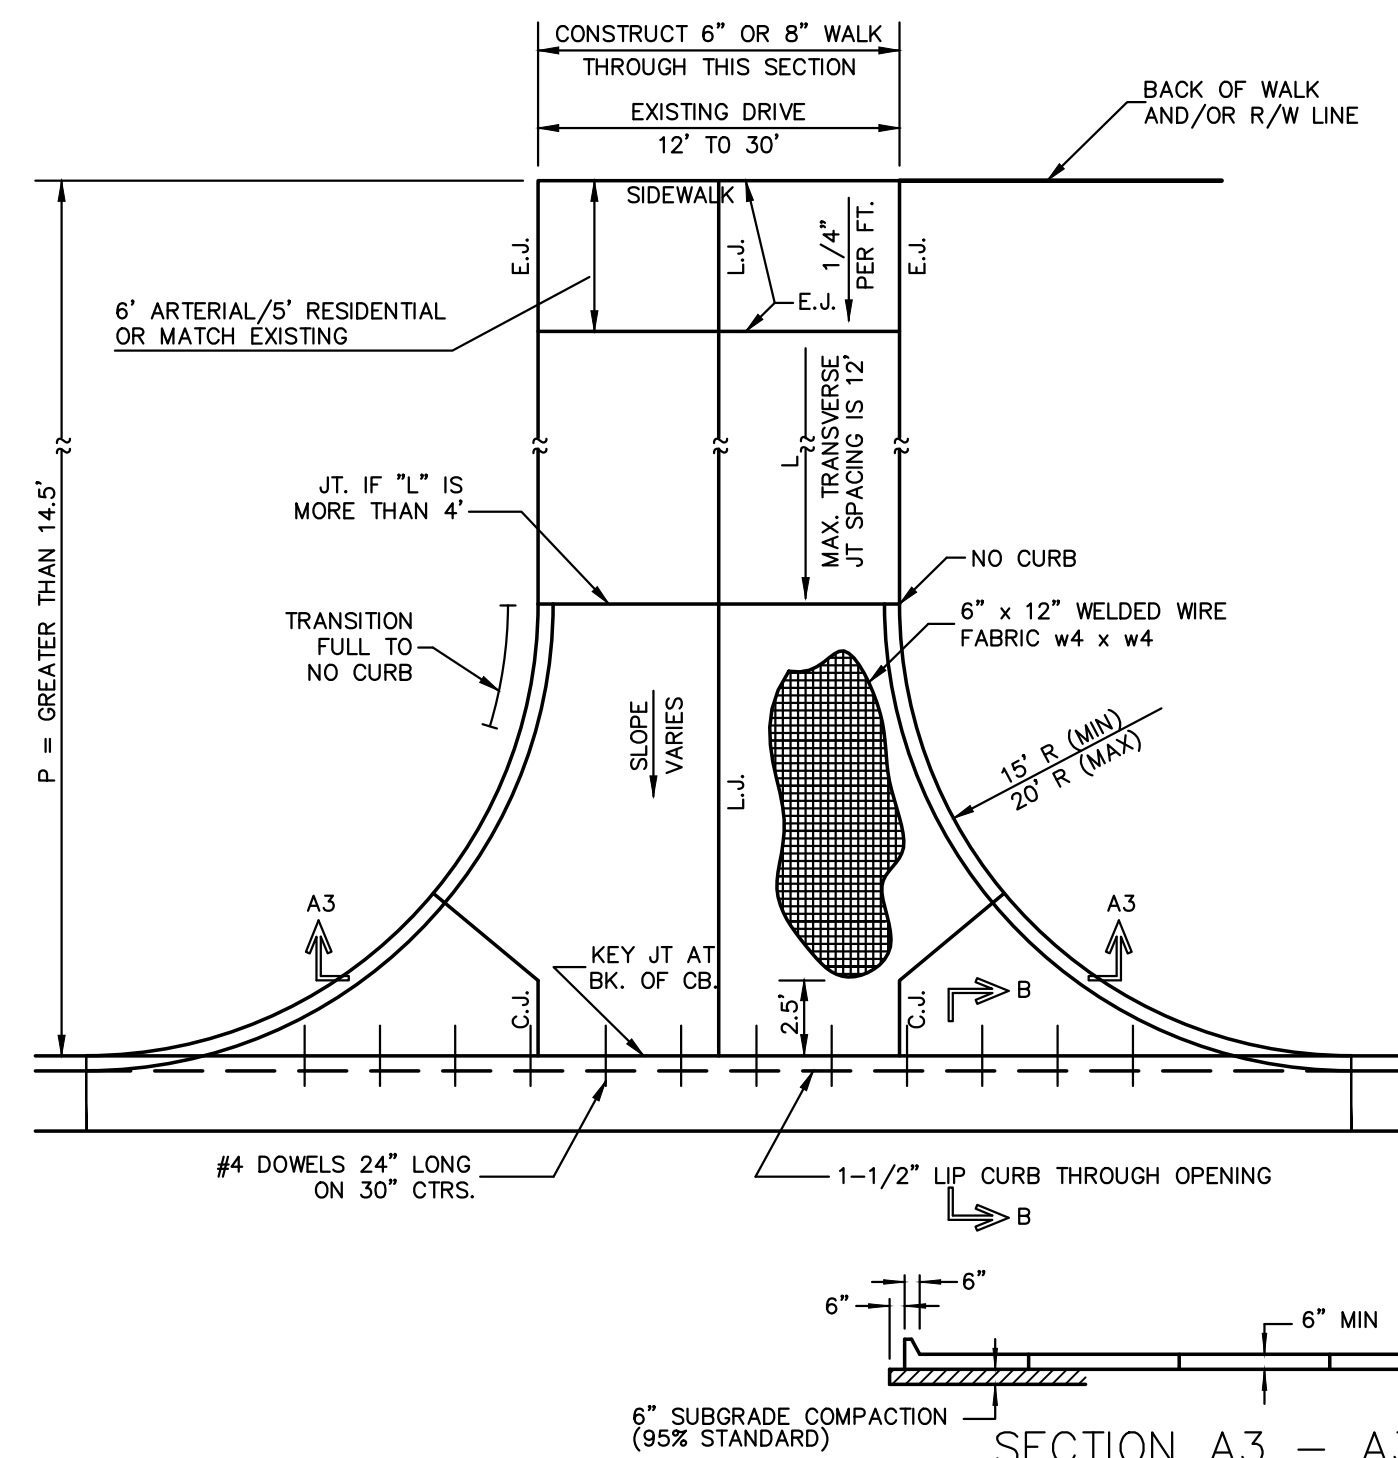 CONSTRUCT 6" OR 8" WALK
THROUGH THIS SECTION
EXISTING DRIVE
12' TO 30'
BACK OF WALK
AND/OR R/W LINE
SIDEWALK
E.J.
L.J.
1/4"
PER FT.
E.J.
E.J.
6' ARTERIAL/5' RESIDENTIAL
OR MATCH EXISTING
L
MAX. TRANSVERSE
JT SPACING IS 12'
JT. IF "L" IS
MORE THAN 4'
P = GREATER THAN 14.5'
NO CURB
6" x 12" WELDED WIRE
FABRIC w4 x w4
TRANSITION
FULL TO
NO CURB
SLOPE
VARIES
L.J.
15' R (MIN)
20' R (MAX)
A3
A3
KEY JT AT
BK. OF CB.
C.J.
2.5'
C.J.
B
#4 DOWELS 24" LONG
ON 30" CTRS.
1-1/2" LIP CURB THROUGH OPENING
B
6"
6"
6" MIN
6" SUBGRADE COMPACTION
(95% STANDARD)
SECTION A3 - A3